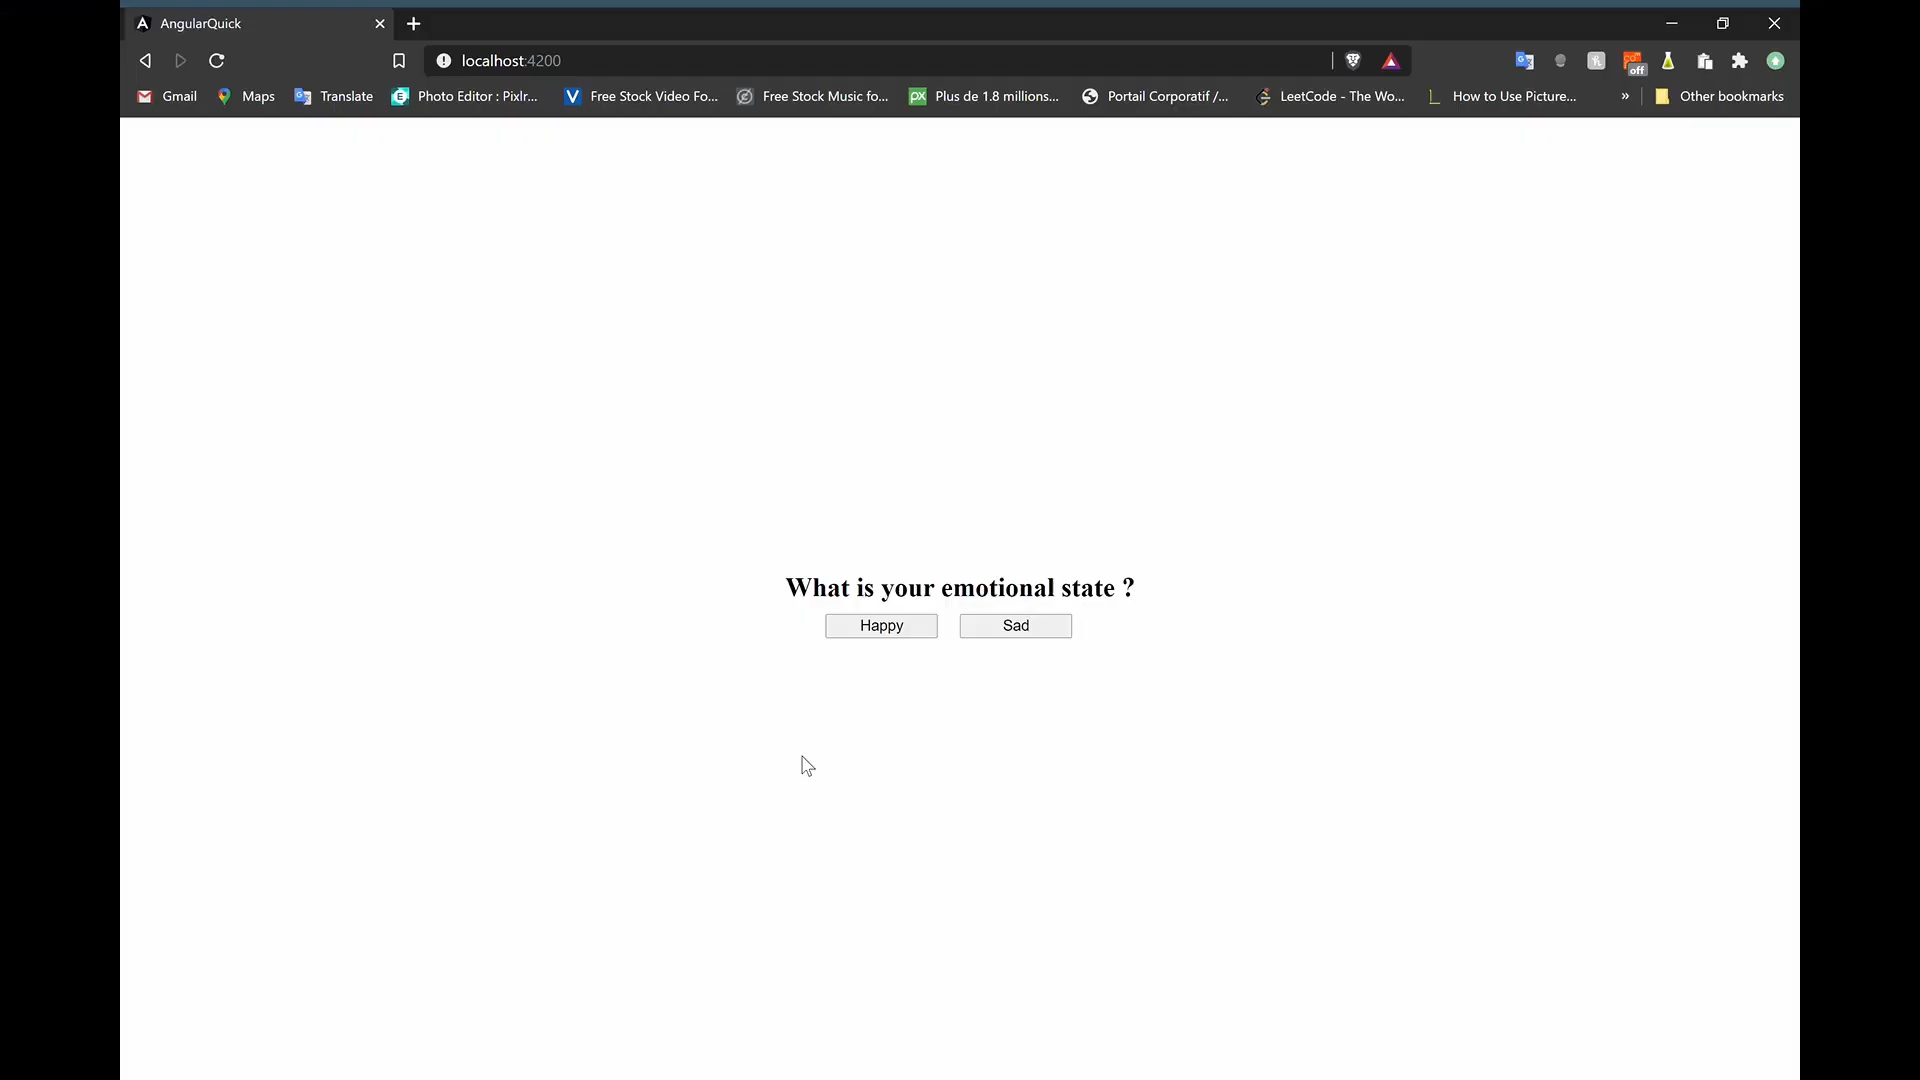 AngularQuick
localhost:4200
off
Gmail Maps Translate Photo Editor : Pixlr... Free Stock Video Fo... Free Stock Music fo... Plus de 1.8 millions... Portail Corporatif /... LeetCode - The Wo... How to Use Picture... » Other bookmarks
What is your emotional state ?
Happy Sad